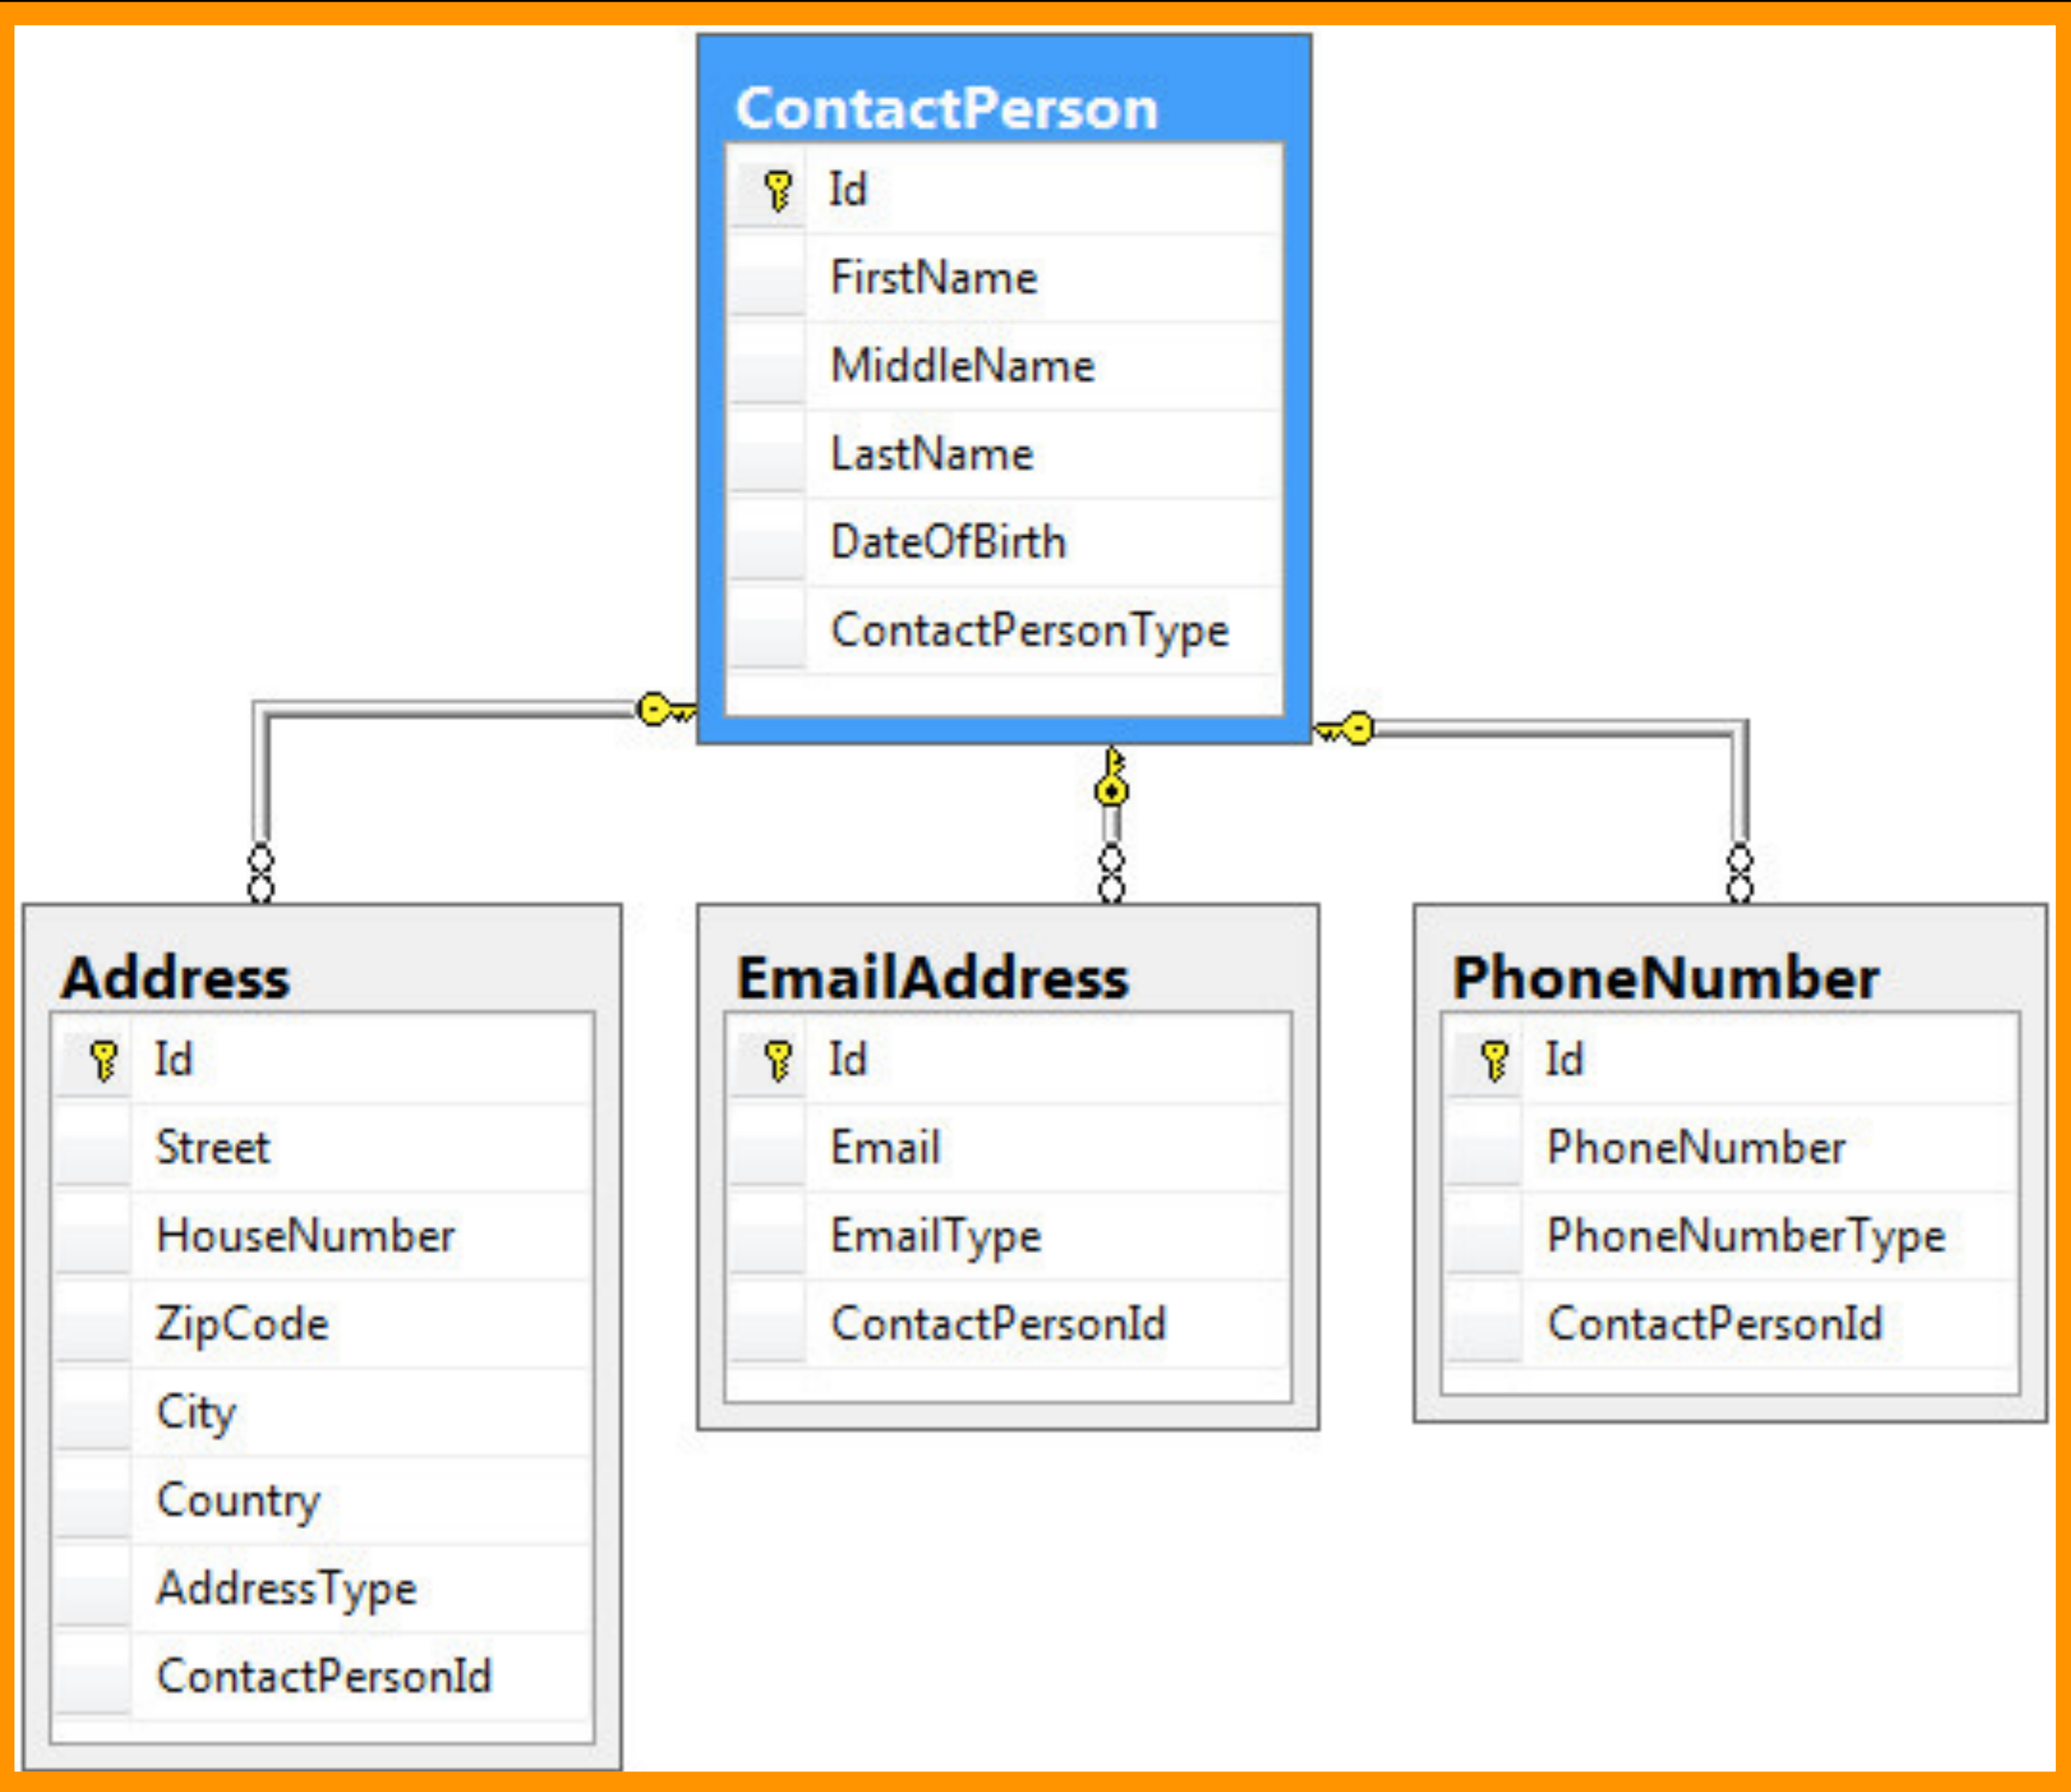 ContactPerson
Id
FirstName
MiddleName
LastName
DateOfBirth
ContactPersonType
Address
Id
Street
HouseNumber
ZipCode
City
Country
AddressType
ContactPersonId
EmailAddress
Id
Email
EmailType
ContactPersonId
PhoneNumber
Id
PhoneNumber
PhoneNumberType
ContactPersonId